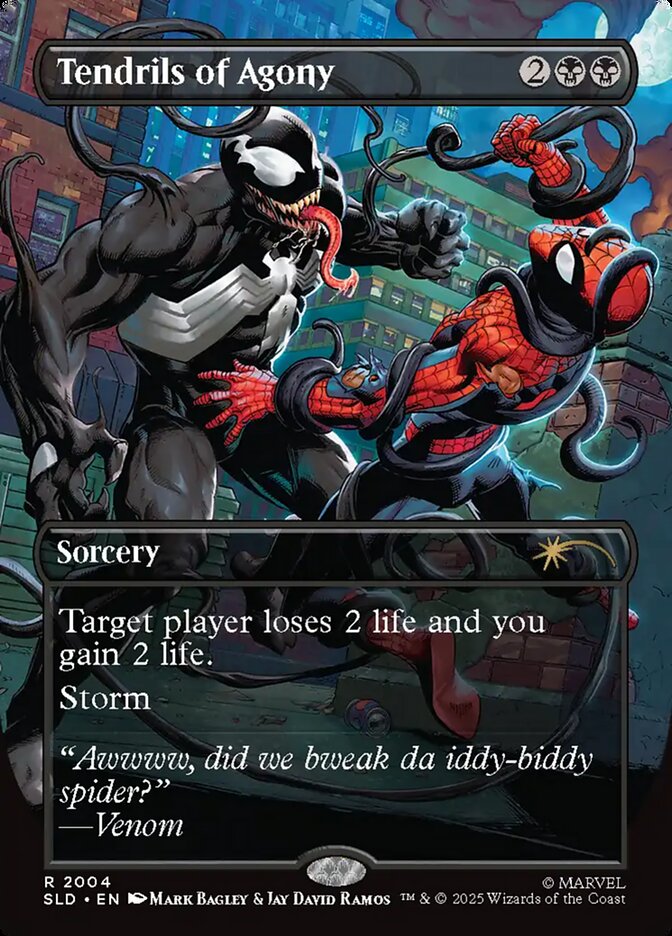 Tendrils of Agony 2
Sorcery
Target player loses 2 life and you
gain 2 life.
Storm
“Awwww, did we bweak da iddy-biddy
spider?”
—Venom
R 2004 © MARVEL
SLD • EN Mark Bagley & Jay David Ramos ™ & © 2025 Wizards of the Coast